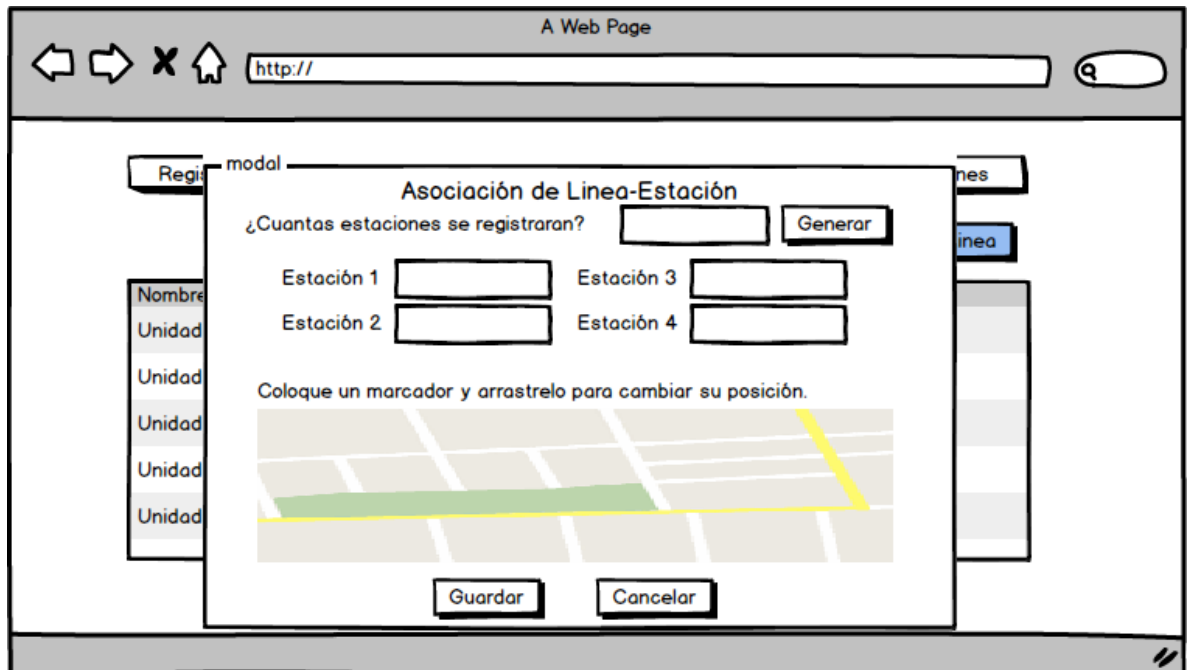 A Web Page
http://
Regis
nes
modal
Asociación de Linea-Estación
¿Cuantas estaciones se registraran?
Generar
inea
Estación 1
Estación 3
Estación 2
Estación 4
Nombre
Unidad
Unidad
Unidad
Unidad
Unidad
Coloque un marcador y arrastrelo para cambiar su posición.
Guardar
Cancelar